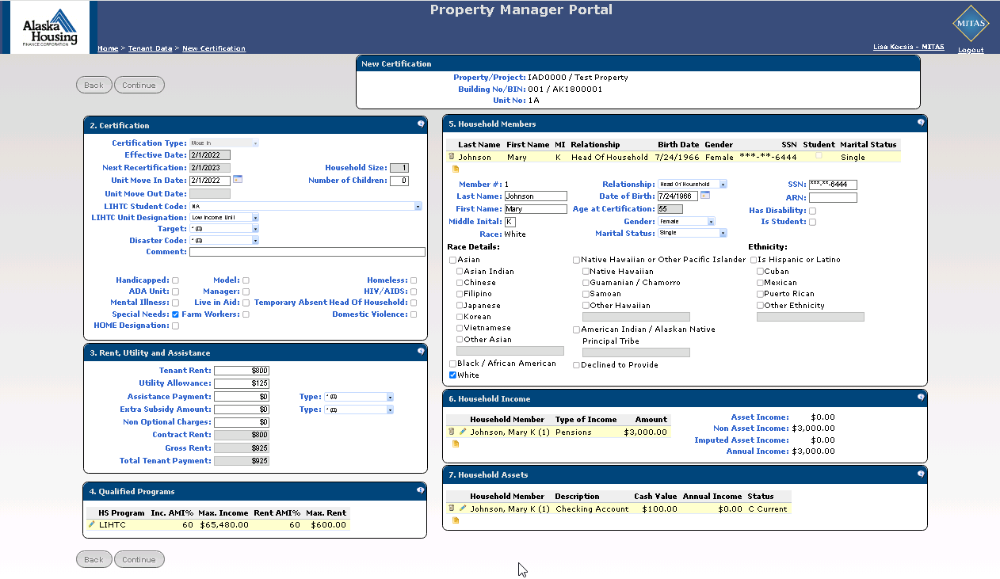 Property Manager Portal
Alaska
Housing
FINANCE CORPORATION
MITAS
Home > Tenant Data > New Certification
Lisa Kocsis - MITAS
Logout
New Certification
Property/Project: IAD0000 / Test Property
Building No/BIN: 001 / AK1800001
Unit No: 1A
Back Continue
2. Certification
Certification Type: Move In
Effective Date: 2/1/2022
Next Recertification: 2/1/2023 Household Size: 1
Unit Move In Date: 2/1/2022 Number of Children: 0
Unit Move Out Date:
LIHTC Student Code: NA
LIHTC Unit Designation: Low Income Unit
Target: * (0)
Disaster Code: * (0)
Comment:
Handicapped: Model: Homeless:
ADA Unit: Manager: HIV/AIDS:
Mental Illness: Live in Aid: Temporary Absent Head Of Household:
Special Needs: Farm Workers: Domestic Violence:
HOME Designation:
3. Rent, Utility and Assistance
Tenant Rent: $800
Utility Allowance: $125
Assistance Payment: $0 Type: * (0)
Extra Subsidy Amount: $0 Type: * (0)
Non Optional Charges: $0
Contract Rent: $800
Gross Rent: $925
Total Tenant Payment: $925
4. Qualified Programs
HS Program Inc. AMI% Max. Income Rent AMI% Max. Rent
LIHTC 60 $65,480.00 60 $600.00
5. Household Members
Last Name First Name MI Relationship Birth Date Gender SSN Student Marital Status
Johnson Mary K Head Of Household 7/24/1966 Female ***-**-6444 Single
Member #: 1 Relationship: Head Of Household SSN: ***-**-6444
Last Name: Johnson Date of Birth: 7/24/1966 ARN:
First Name: Mary Age at Certification: 55 Has Disability:
Middle Inital: K Gender: Female Is Student:
Race: White Marital Status: Single
Race Details: Ethnicity:
Asian Native Hawaiian or Other Pacific Islander Is Hispanic or Latino
Asian Indian Native Hawaiian Cuban
Chinese Guamanian / Chamorro Mexican
Filipino Samoan Puerto Rican
Japanese Other Hawaiian Other Ethnicity
Korean
Vietnamese American Indian / Alaskan Native
Other Asian Principal Tribe
Black / African American Declined to Provide
White
6. Household Income
Household Member Type of Income Amount
Johnson, Mary K (1) Pensions $3,000.00
Asset Income: $0.00
Non Asset Income: $3,000.00
Imputed Asset Income: $0.00
Annual Income: $3,000.00
7. Household Assets
Household Member Description Cash Value Annual Income Status
Johnson, Mary K (1) Checking Account $100.00 $0.00 C Current
Back Continue